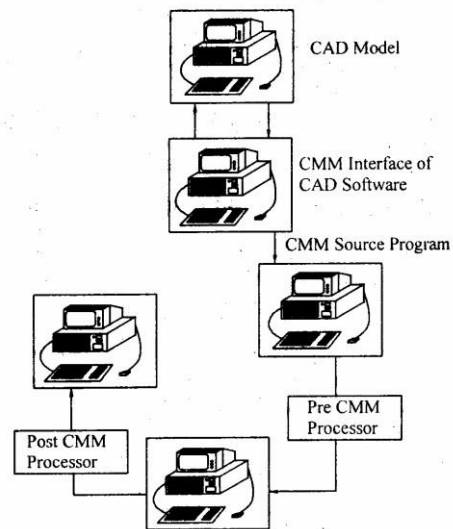 CAD Model
CMM Interface of
CAD Software
CMM Source Program
Pre CMM
Processor
Post CMM
Processor